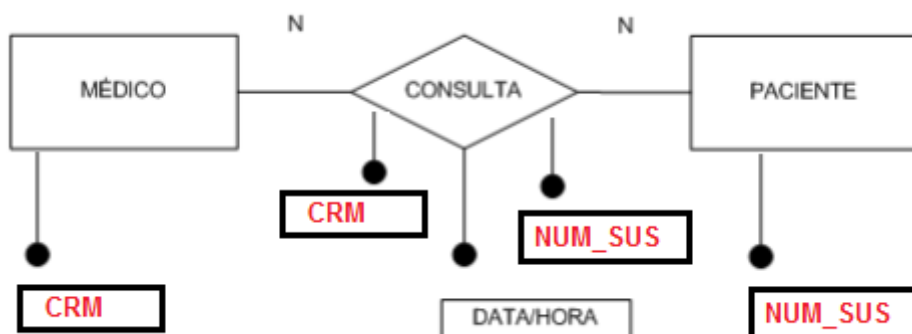 N
N
MÉDICO
CONSULTA
PACIENTE
CRM
NUM_SUS
CRM
DATA/HORA
NUM_SUS